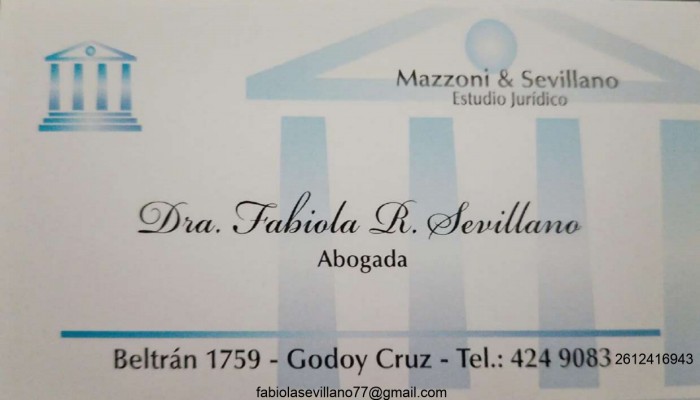 Mazzoni & Sevillano
Estudio Jurídico
Dra. Fabiola R. Sevillano
Abogada
Beltrán 1759 - Godoy Cruz - Tel.: 424 9083 2612416943
fabiolasevillano77@gmail.com